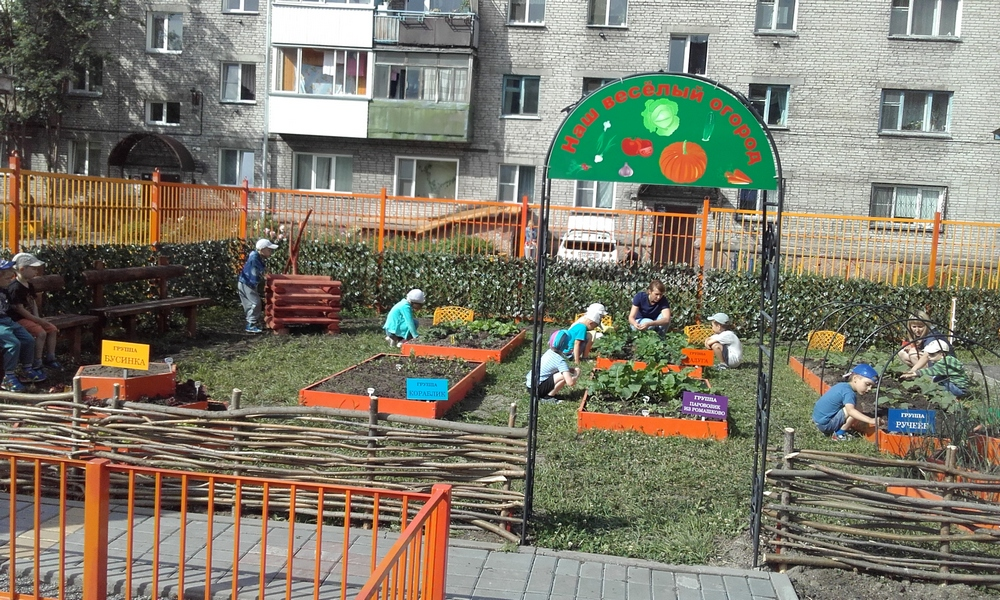 Наш весёлый огород
ГРУППА
БУСИНКА
ГРУППА
КОРАБЛИК
ГРУППА
ПАРОВОЗИК
ИЗ РОМАШКОВО
ГРУППА
РУЧЕЁК